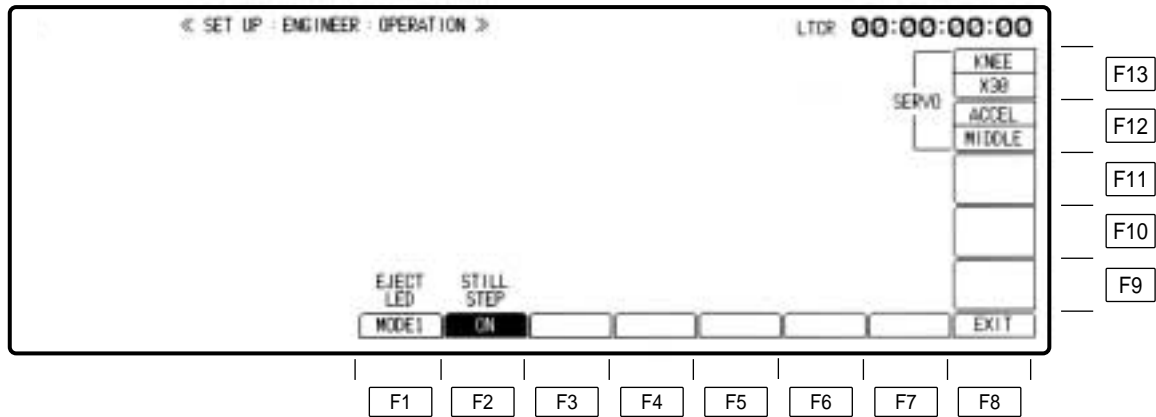 ≪ SET UP : ENGINEER : OPERATION ≫ LTCR 00:00:00:00
KNEE
X30
F13
SERVO
ACCEL
MIDDLE
F12
F11
F10
F9
EJECT LED
STILL STEP
MODE1 ON EXIT
F1 F2 F3 F4 F5 F6 F7 F8